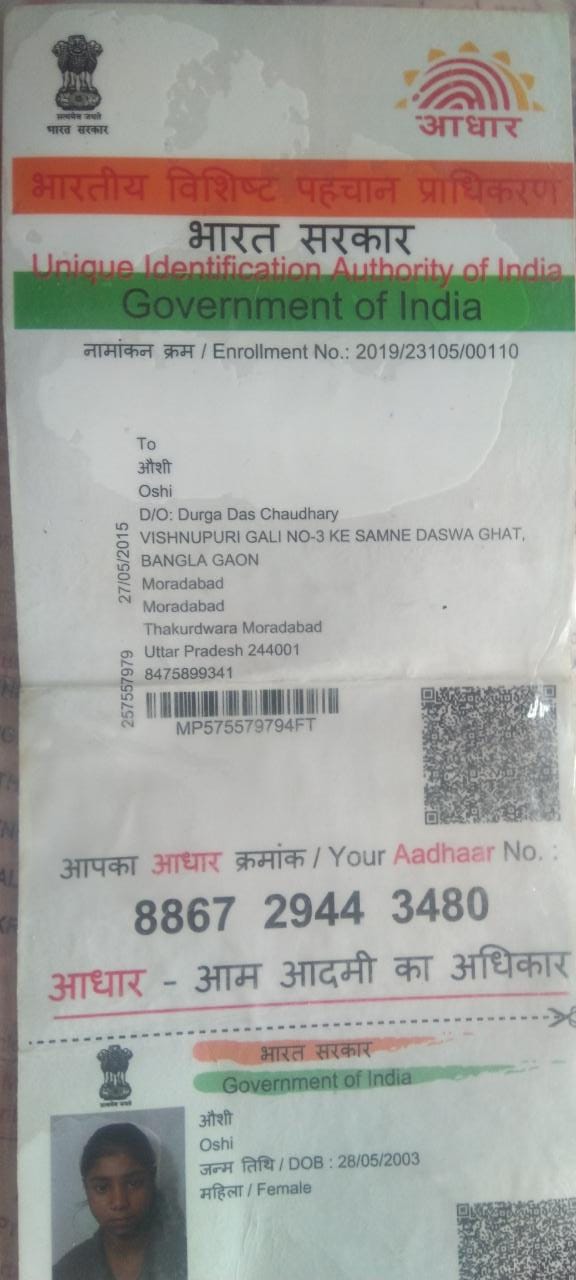 सत्यमेव जयते
भारत सरकार
आधार
भारतीय विशिष्ट पहचान प्राधिकरण
भारत सरकार
Unique Identification Authority of India
Government of India
नामांकन क्रम / Enrollment No.: 2019/23105/00110
To
औशी
Oshi
D/O: Durga Das Chaudhary
VISHNUPURI GALI NO-3 KE SAMNE DASWA GHAT,
BANGLA GAON
Moradabad
Moradabad
Thakurdwara Moradabad
Uttar Pradesh 244001
8475899341
27/05/2015
257557979
MP575579794FT
आपका आधार क्रमांक / Your Aadhaar No. :
8867 2944 3480
आधार - आम आदमी का अधिकार
भारत सरकार
Government of India
औशी
Oshi
जन्म तिथि / DOB : 28/05/2003
महिला / Female